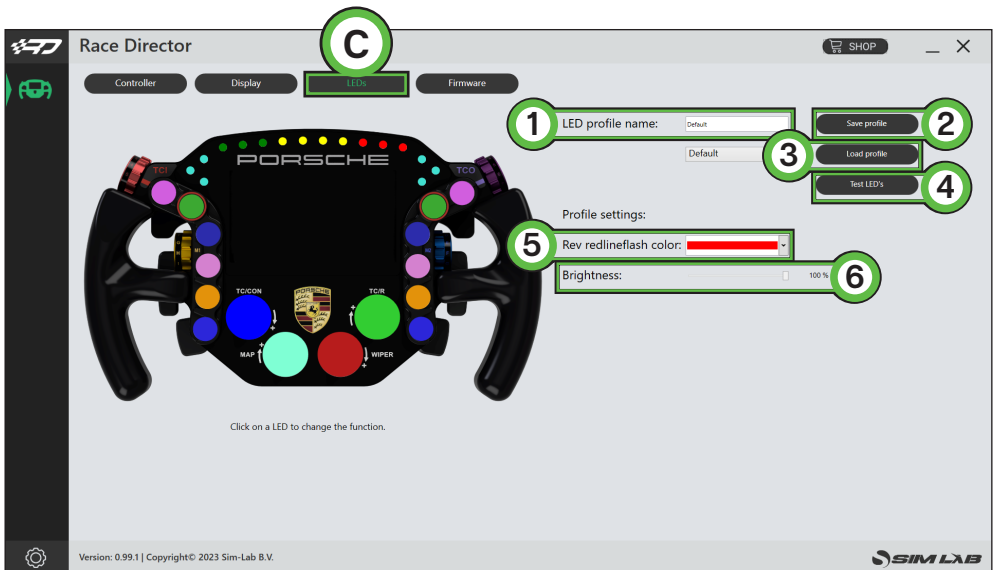 Race Director
C
SHOP
Controller
Display
LEDs
Firmware
1
LED profile name:
Default
Save profile
2
Default
3
Load profile
Test LED's
4
Profile settings:
5
Rev redlineflash color:
Brightness:
100 %
6
PORSCHE
TCI
TCO
TC/CON
PORSCHE
TC/R
MAP
WIPER
Click on a LED to change the function.
Version: 0.99.1 | Copyright© 2023 Sim-Lab B.V.
SIM LAB